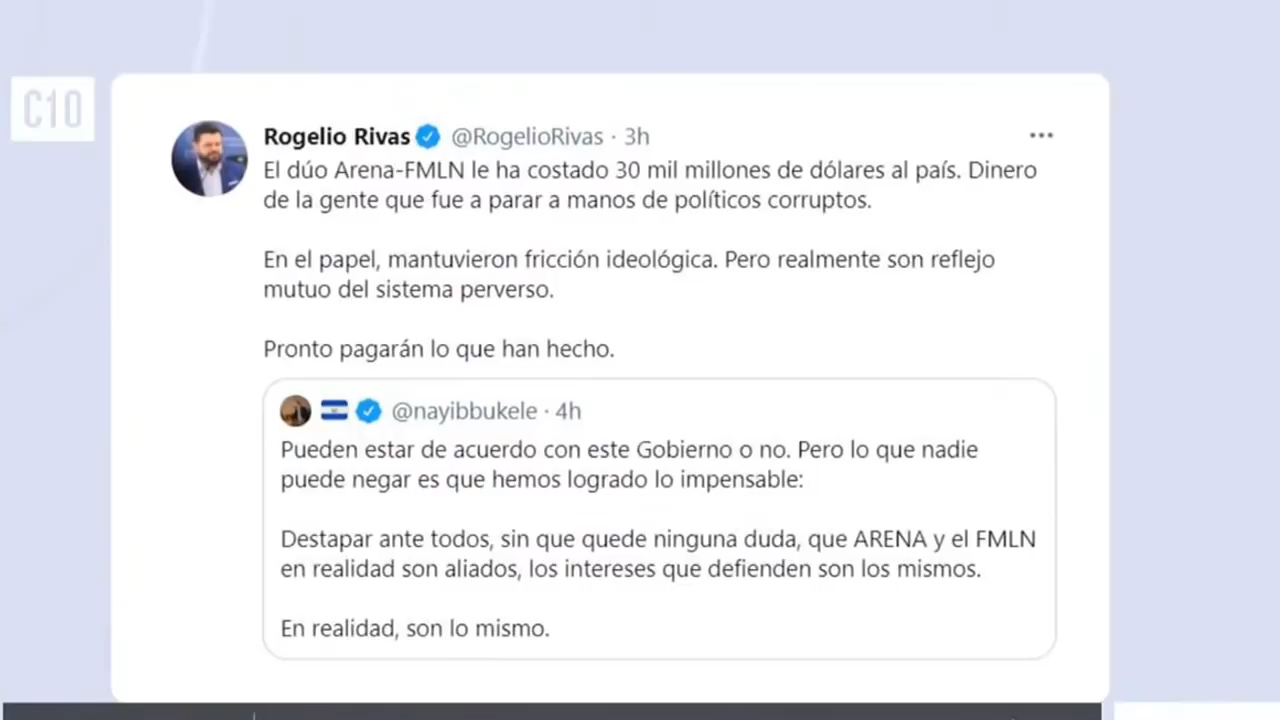 C10
Rogelio Rivas @RogelioRivas · 3h
El dúo Arena-FMLN le ha costado 30 mil millones de dólares al país. Dinero
de la gente que fue a parar a manos de políticos corruptos.
En el papel, mantuvieron fricción ideológica. Pero realmente son reflejo
mutuo del sistema perverso.
Pronto pagarán lo que han hecho.
@nayibbukele · 4h
Pueden estar de acuerdo con este Gobierno o no. Pero lo que nadie
puede negar es que hemos logrado lo impensable:
Destapar ante todos, sin que quede ninguna duda, que ARENA y el FMLN
en realidad son aliados, los intereses que defienden son los mismos.
En realidad, son lo mismo.